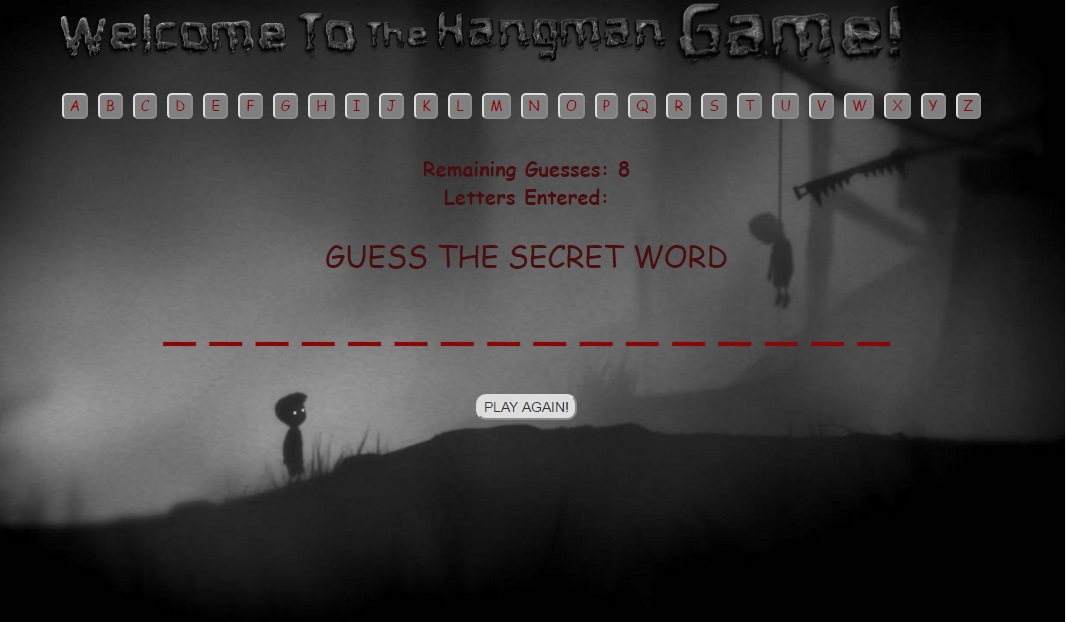 Welcome To The Hangman Game!
A B C D E F G H I J K L M N O P Q R S T U V W X Y Z
Remaining Guesses: 8
Letters Entered:
GUESS THE SECRET WORD
_ _ _ _ _ _ _ _ _ _ _ _ _ _ _ _
PLAY AGAIN!